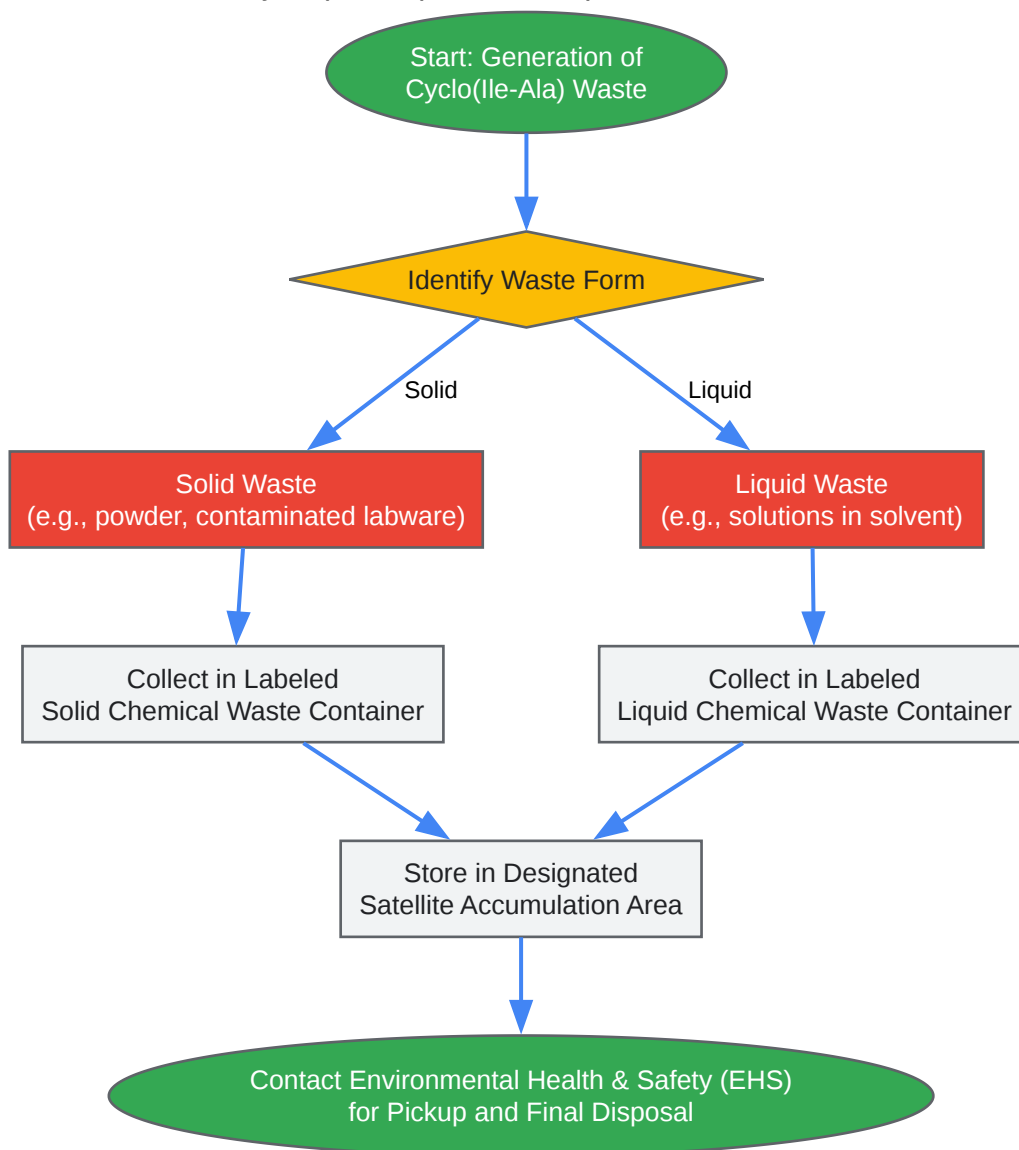 Start: Generation of
Cyclo(Ile-Ala) Waste
Identify Waste Form
Solid
Liquid
Solid Waste
(e.g., powder, contaminated labware)
Liquid Waste
(e.g., solutions in solvent)
Collect in Labeled
Solid Chemical Waste Container
Collect in Labeled
Liquid Chemical Waste Container
Store in Designated
Satellite Accumulation Area
Contact Environmental Health & Safety (EHS)
for Pickup and Final Disposal